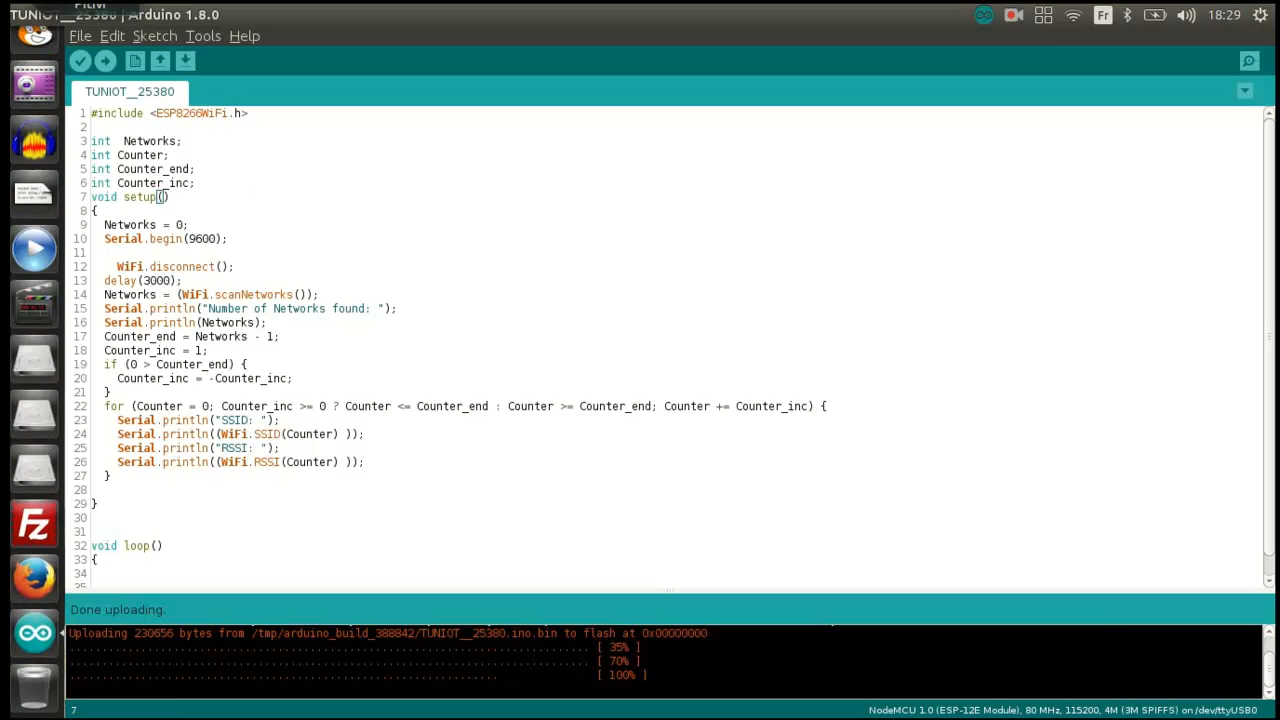 TUNIOT__25380 | Arduino 1.8.0
Fr
18:29
File Edit Sketch Tools Help
TUNIOT__25380
1 #include <ESP8266WiFi.h>
2
3 int  Networks;
4 int Counter;
5 int Counter_end;
6 int Counter_inc;
7 void setup()
8 {
9   Networks = 0;
10   Serial.begin(9600);
11
12     WiFi.disconnect();
13   delay(3000);
14   Networks = (WiFi.scanNetworks());
15   Serial.println("Number of Networks found: ");
16   Serial.println(Networks);
17   Counter_end = Networks - 1;
18   Counter_inc = 1;
19   if (0 > Counter_end) {
20     Counter_inc = -Counter_inc;
21   }
22   for (Counter = 0; Counter_inc >= 0 ? Counter <= Counter_end : Counter >= Counter_end; Counter += Counter_inc) {
23     Serial.println("SSID: ");
24     Serial.println((WiFi.SSID(Counter) ));
25     Serial.println("RSSI: ");
26     Serial.println((WiFi.RSSI(Counter) ));
27   }
28
29 }
30
31
32 void loop()
33 {
34
35
Done uploading.
Uploading 230656 bytes from /tmp/arduino_build_388842/TUNIOT__25380.ino.bin to flash at 0x00000000
................................................................................ [ 35% ]
................................................................................ [ 70% ]
.................................................................. [ 100% ]
7
NodeMCU 1.0 (ESP-12E Module), 80 MHz, 115200, 4M (3M SPIFFS) on /dev/ttyUSB0
Fz